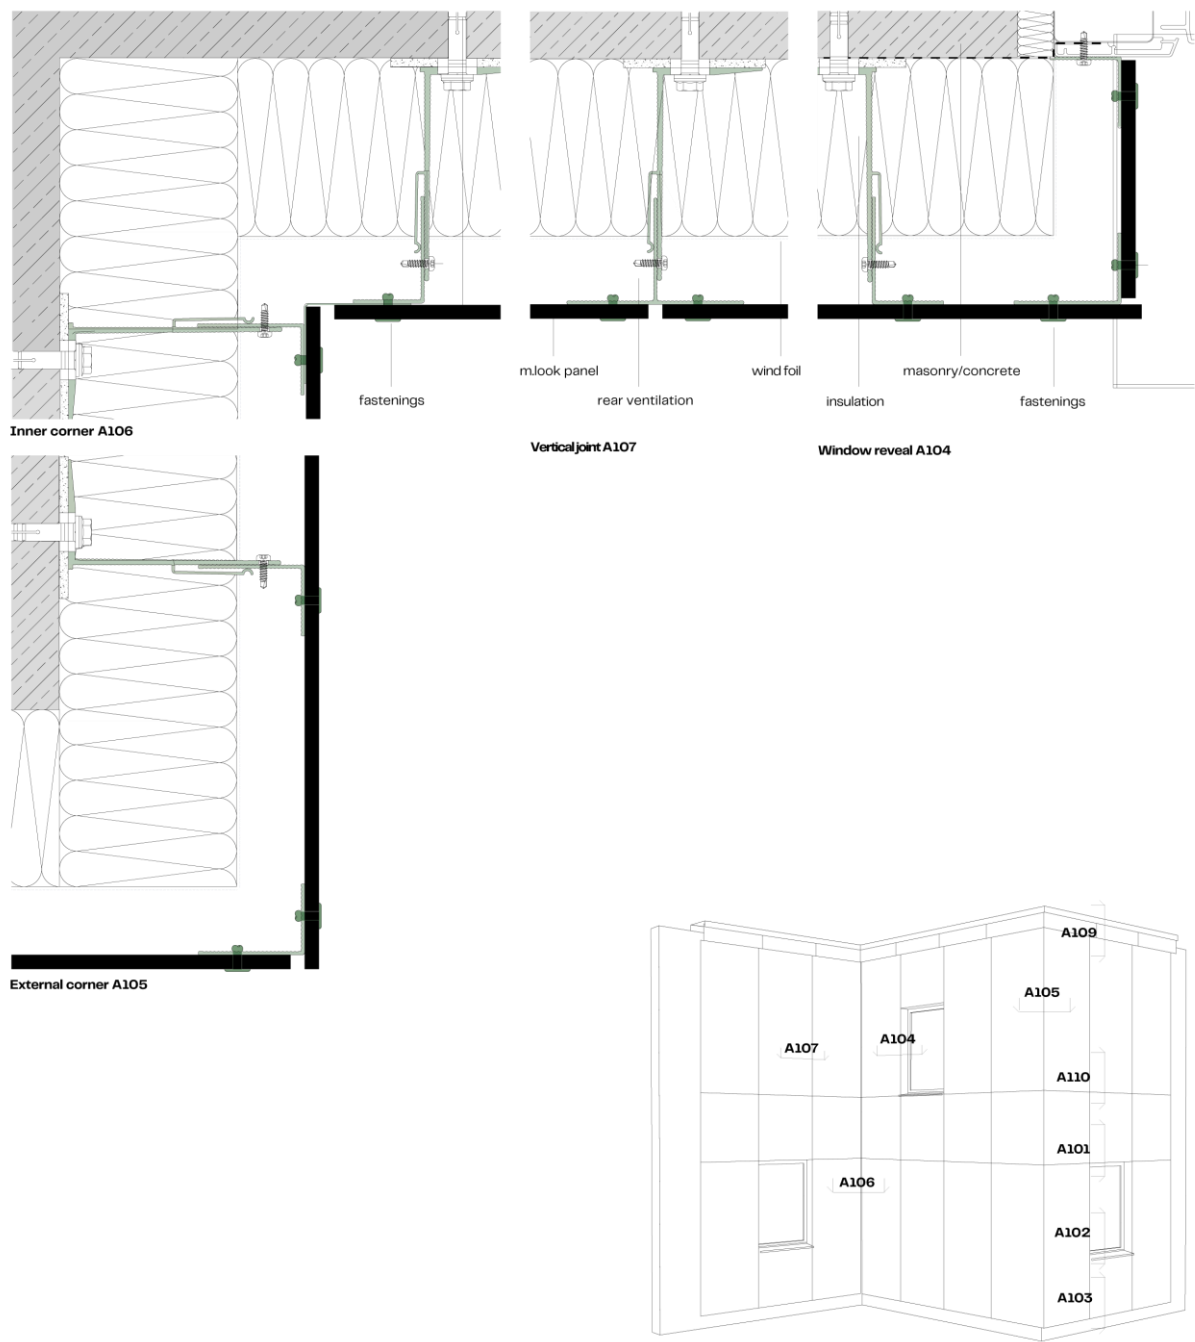 m.look panel
wind foil
masonry/concrete
fastenings
rear ventilation
insulation
fastenings
Inner corner A106
Vertical joint A107
Window reveal A104
External corner A105
A109
A105
A104
A107
A110
A101
A106
A102
A103